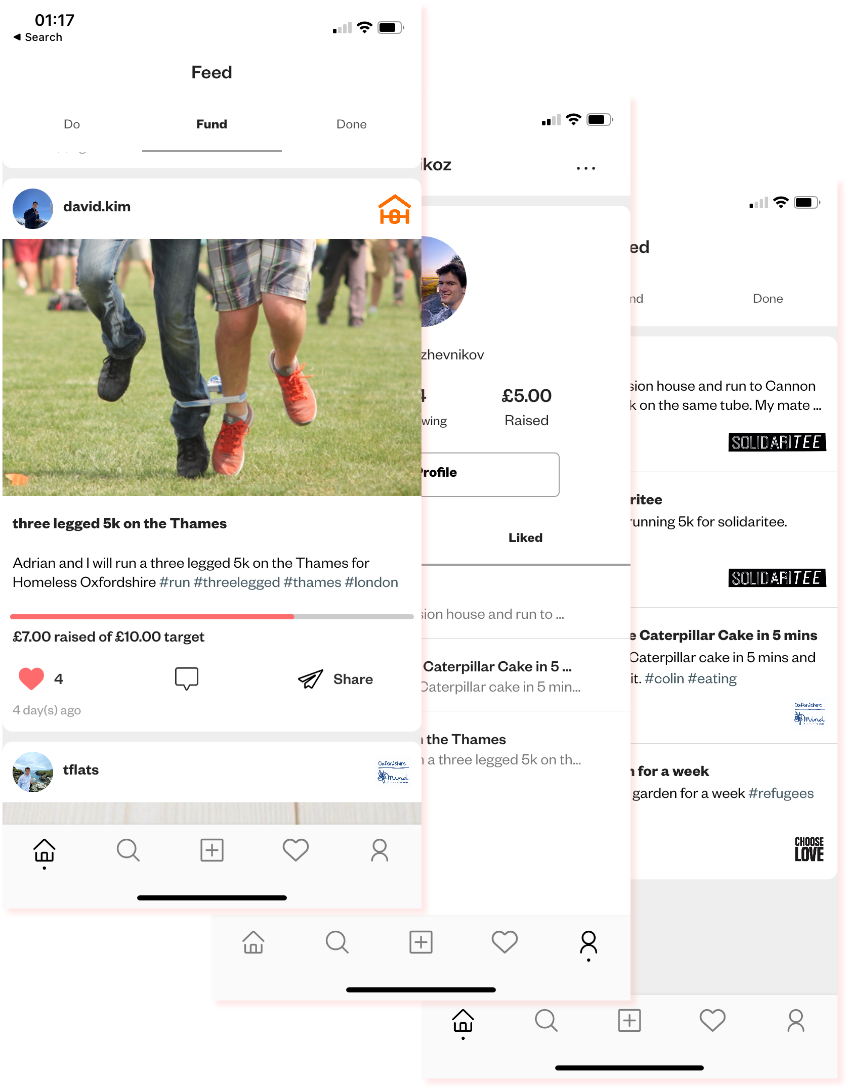 01:17
Search
Feed
Do
Fund
Done
david.kim
three legged 5k on the Thames
Adrian and I will run a three legged 5k on the Thames for
Homeless Oxfordshire #run #threelegged #thames #london
£7.00 raised of £10.00 target
4
Share
4 day(s) ago
tflats
Oxfordshire
Mind
ikoz
...
zhevnikov
4
£5.00
wing
Raised
rofile
Liked
sion house and run to ...
Caterpillar Cake in 5 ...
Caterpillar cake in 5 min...
the Thames
a three legged 5k on th...
ed
nd
Done
sion house and run to Cannon
k on the same tube. My mate ...
SOLIDARITEE
ritee
running 5k for solidaritee.
SOLIDARITEE
e Caterpillar Cake in 5 mins
Caterpillar cake in 5 mins and
it. #colin #eating
Oxfordshire
Mind
n for a week
garden for a week #refugees
CHOOSE
LOVE